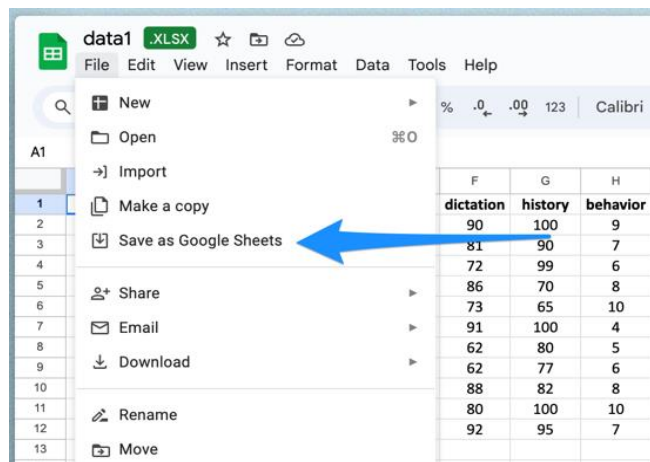 data1 .XLSX
File Edit View Insert Format Data Tools Help
New
% .0 .00 123 Calibri
Open ⌘O
A1
Import
F G H
1 Make a copy dictation history behavior
2 90 100 9
3 Save as Google Sheets 81 90 7
4 72 99 6
5 86 70 8
6 Share 73 65 10
7 Email 91 100 4
8 62 80 5
9 Download 62 77 6
10 88 82 8
11 Rename 80 100 10
12 92 95 7
13 Move